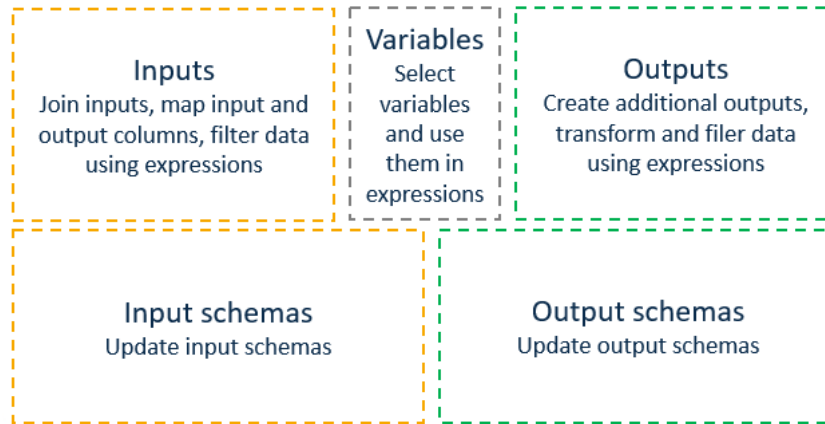 Inputs
Join inputs, map input and
output columns, filter data
using expressions
Variables
Select
variables
and use
them in
expressions
Outputs
Create additional outputs,
transform and filer data
using expressions
Input schemas
Update input schemas
Output schemas
Update output schemas